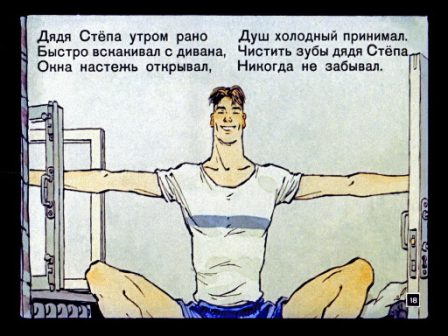 Дядя Стёпа утром рано
Быстро вскакивал с дивана,
Окна настежь открывал,
Душ холодный принимал.
Чистить зубы дядя Стёпа
Никогда не забывал.
18